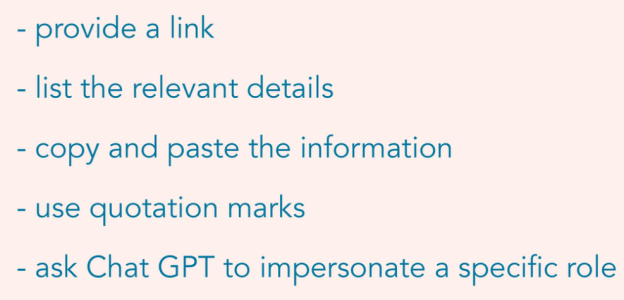 - provide a link
- list the relevant details
- copy and paste the information
- use quotation marks
- ask Chat GPT to impersonate a specific role